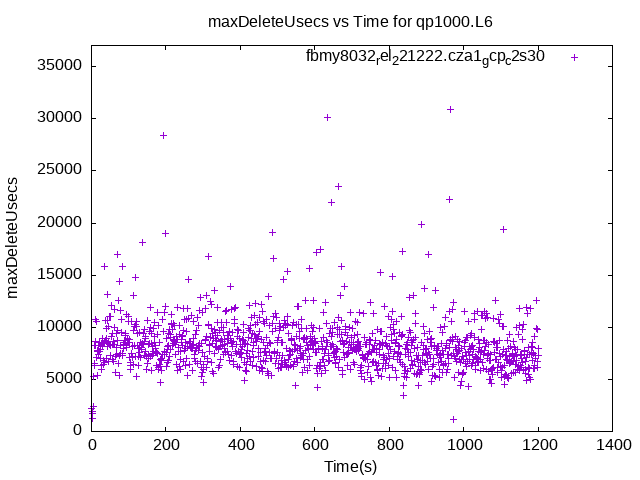 maxDeleteUsecs vs Time for qp1000.L6
fbmy8032rel221222.cza1gcpc2s30
35000
30000
25000
20000
15000
10000
5000
0
maxDeleteUsecs
0 200 400 600 800 1000 1200 1400
Time(s)